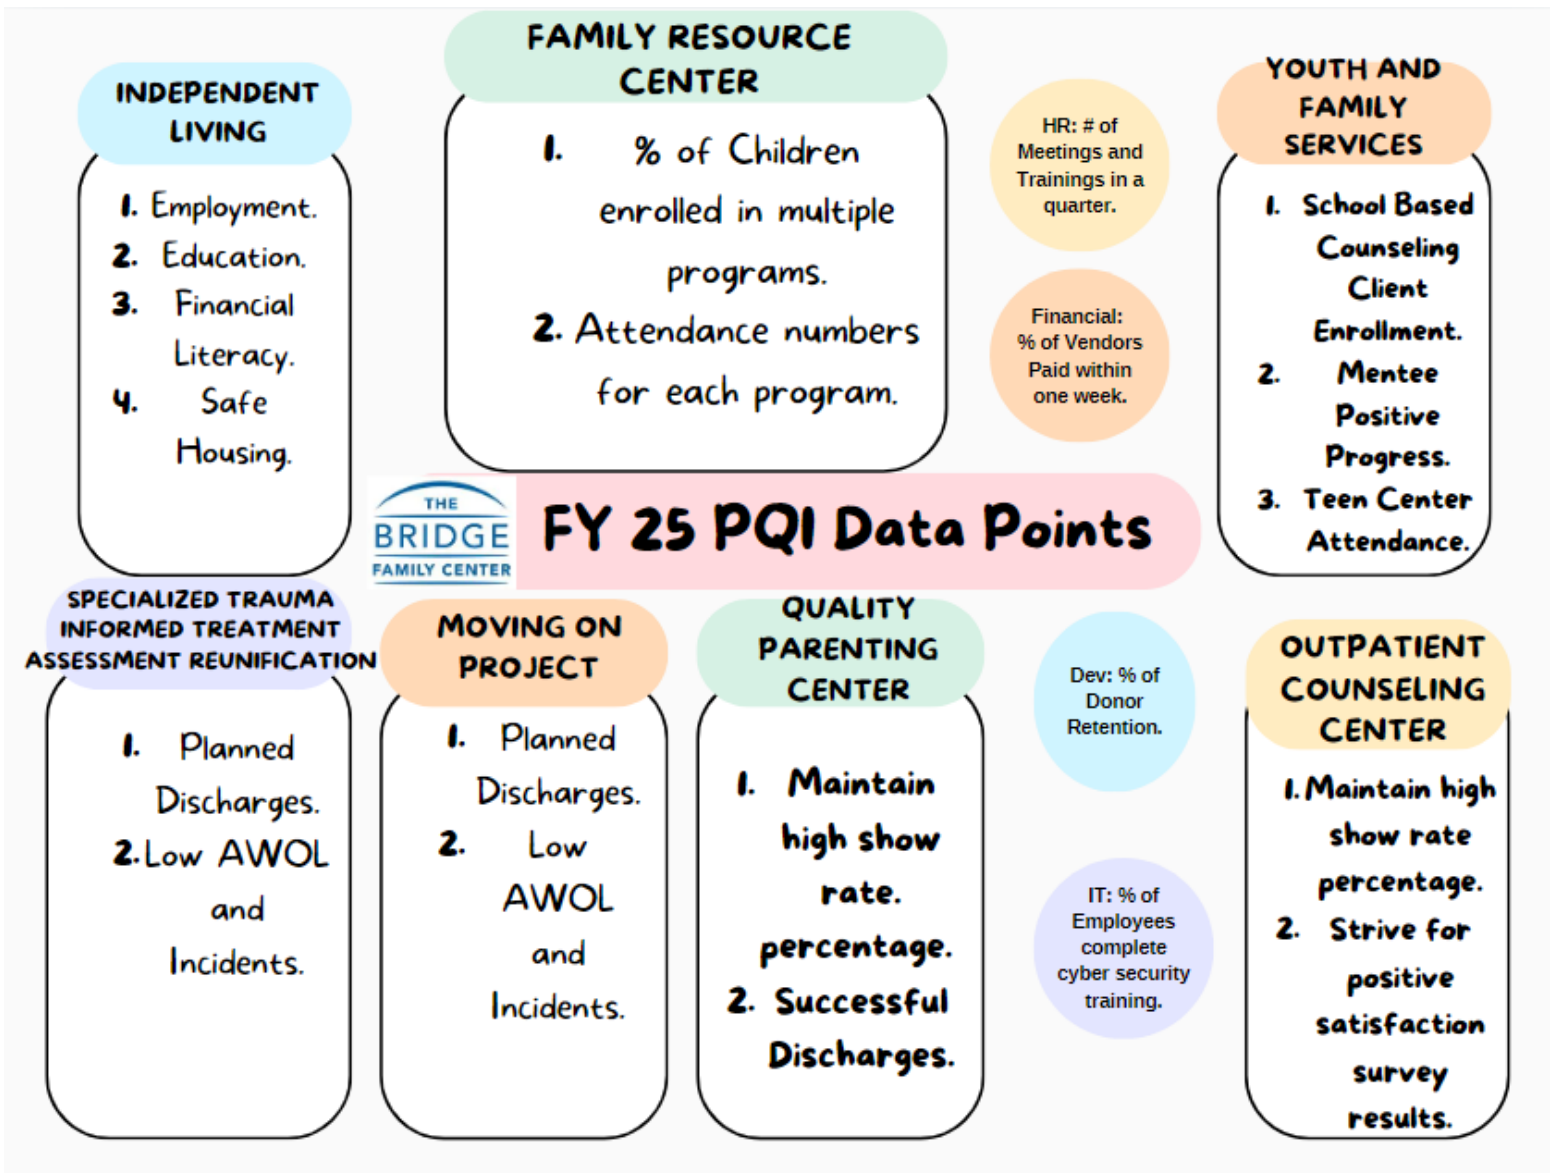 INDEPENDENT
LIVING
1. Employment.
2. Education.
3. Financial
Literacy.
4. Safe
Housing.
FAMILY RESOURCE
CENTER
1. % of Children
enrolled in multiple
programs.
2. Attendance numbers
for each program.
HR: # of
Meetings and
Trainings in a
quarter.
Financial:
% of Vendors
Paid within
one week.
YOUTH AND
FAMILY
SERVICES
1. School Based
Counseling
Client
Enrollment.
2. Mentee
Positive
Progress.
3. Teen Center
Attendance.
THE
BRIDGE
FAMILY CENTER
FY 25 PQI Data Points
SPECIALIZED TRAUMA
INFORMED TREATMENT
ASSESSMENT REUNIFICATION
1. Planned
Discharges.
2. Low AWOL
and
Incidents.
MOVING ON
PROJECT
1. Planned
Discharges.
2. Low
AWOL
and
Incidents.
QUALITY
PARENTING
CENTER
1. Maintain
high show
rate.
percentage.
2. Successful
Discharges.
Dev: % of
Donor
Retention.
IT: % of
Employees
complete
cyber security
training.
OUTPATIENT
COUNSELING
CENTER
1. Maintain high
show rate
percentage.
2. Strive for
positive
satisfaction
survey
results.